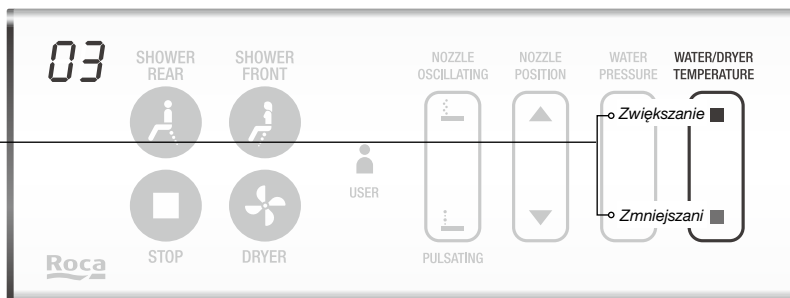 03
SHOWER
REAR
SHOWER
FRONT
NOZZLE
OSCILLATING
NOZZLE
POSITION
WATER
PRESSURE
WATER/DRYER
TEMPERATURE
Zwiększanie
USER
Zmniejszani
STOP
DRYER
PULSATING
Roca